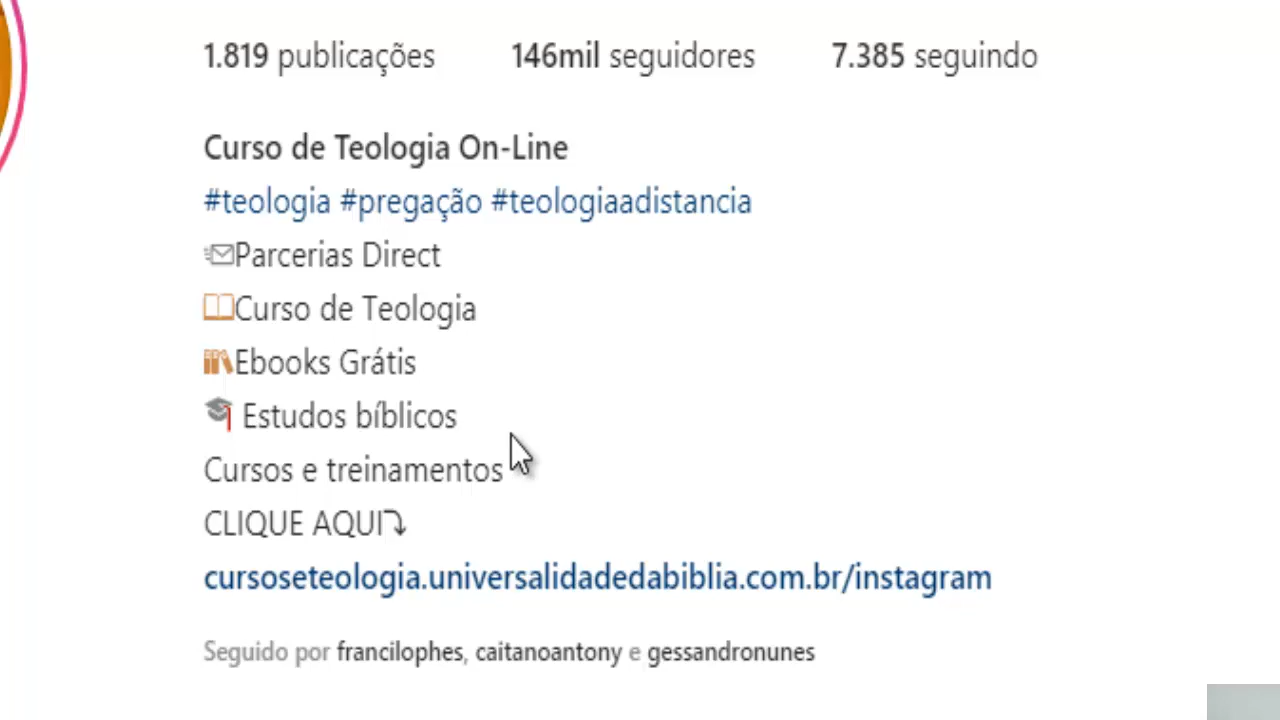 1.819 publicações 146mil seguidores 7.385 seguindo
Curso de Teologia On-Line
#teologia #pregação #teologiaadistancia
Parcerias Direct
Curso de Teologia
Ebooks Grátis
Estudos bíblicos
Cursos e treinamentos
CLIQUE AQUI⤵
cursoseteologia.universalidadedabiblia.com.br/instagram
Seguido por francilophes, caitanoantony e gessandronunes